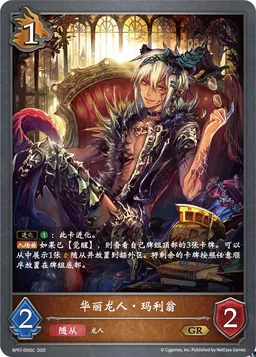 1
进化 1 : 此卡进化。
入场曲 如果已【觉醒】，则查看自己牌组顶部的3张卡牌。可以
从中展示1张 随从并放置到额外区。将剩余的卡牌按任意顺
序放置在牌组底部。
华丽龙人·玛利翁
2
随从 龙人
GR
2
BP07-055SC 2025
© Cygames, Inc. Published by NetEase Games